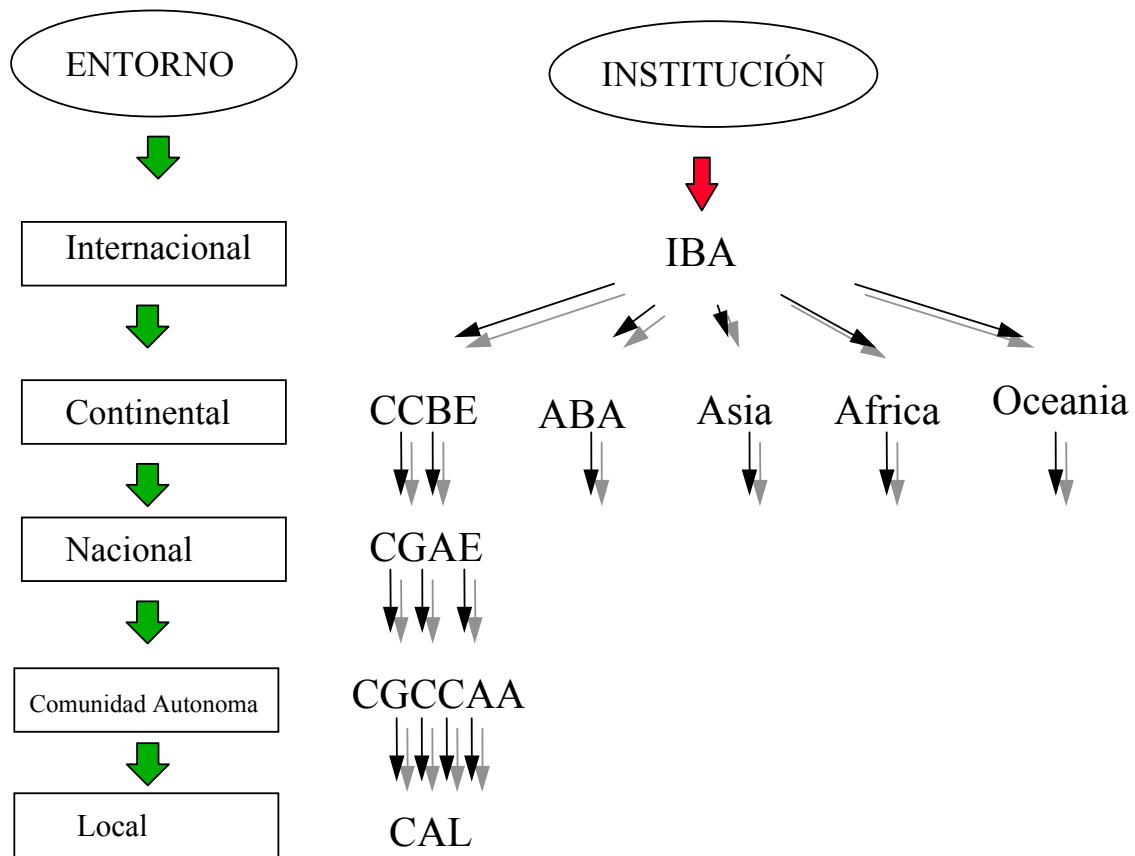 ENTORNO
INSTITUCIÓN
Internacional
IBA
Continental
CCBE
ABA
Asia
Africa
Oceania
Nacional
CGAE
Comunidad Autonoma
CGCCAA
Local
CAL